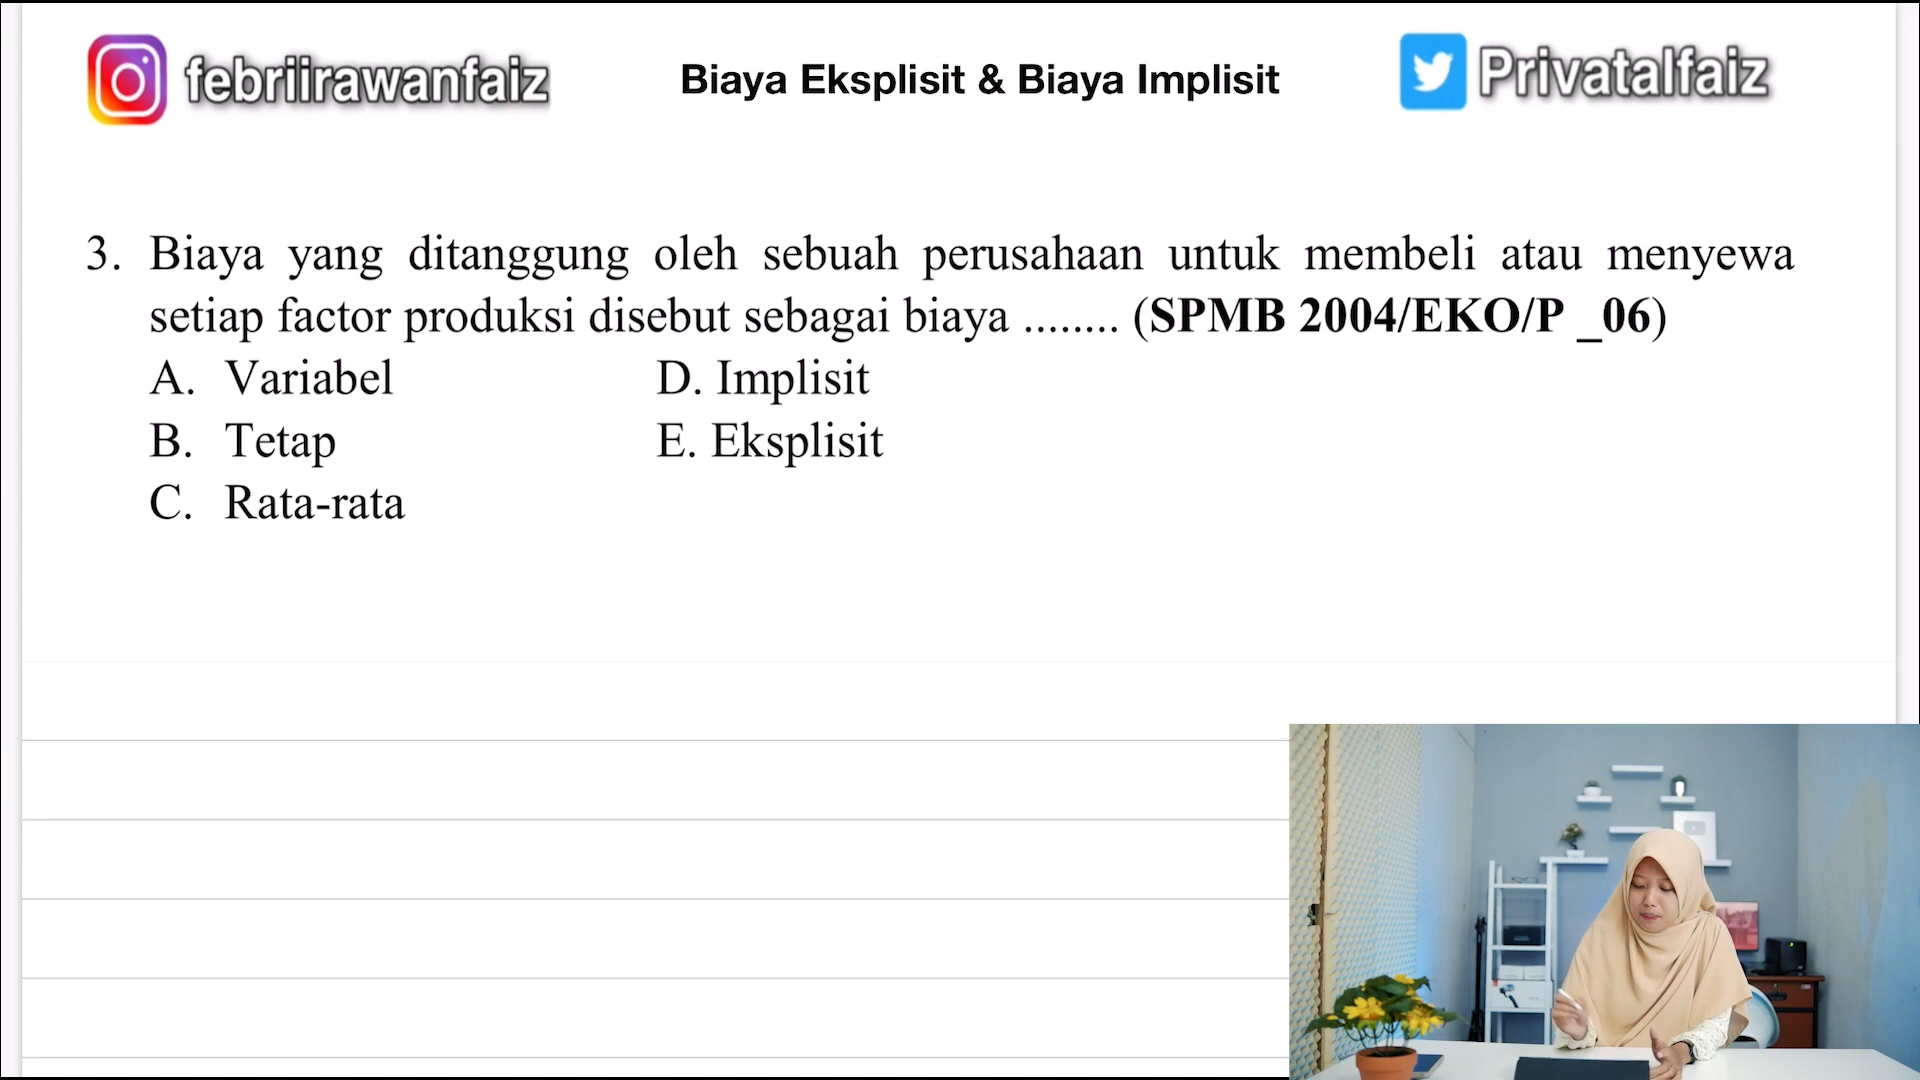 febriirawanfaiz
Biaya Eksplisit & Biaya Implisit
Privatalfaiz
3. Biaya yang ditanggung oleh sebuah perusahaan untuk membeli atau menyewa
setiap factor produksi disebut sebagai biaya ........ (SPMB 2004/EKO/P _06)
A. Variabel
B. Tetap
C. Rata-rata
D. Implisit
E. Eksplisit